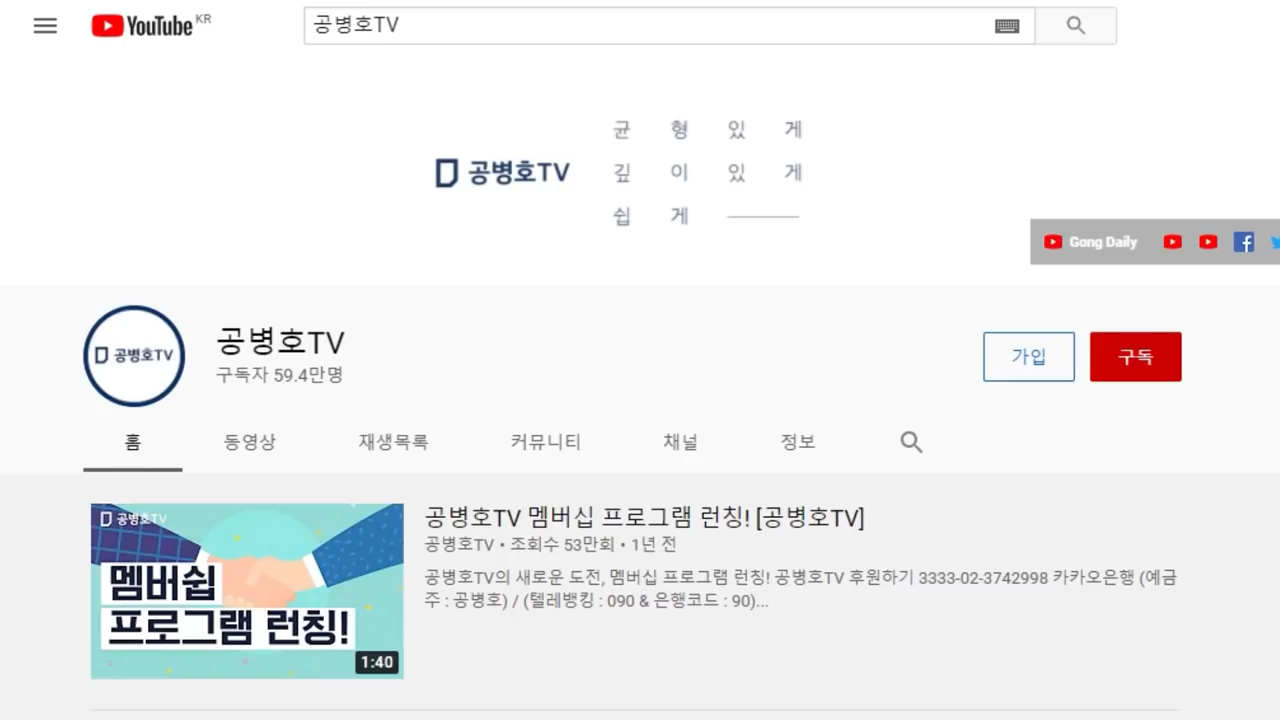 YouTube KR
공병호TV
공병호TV
균 형 있 게
깊 이 있 게
쉽 게
Gong Daily
공병호TV
공병호TV
구독자 59.4만명
가입
구독
홈
동영상
재생목록
커뮤니티
채널
정보
공병호TV
멤버쉽
프로그램 런칭!
1:40
공병호TV 멤버십 프로그램 런칭! [공병호TV]
공병호TV • 조회수 53만회 • 1년 전
공병호TV의 새로운 도전, 멤버십 프로그램 런칭! 공병호TV 후원하기 3333-02-3742998 카카오은행 (예금
주 : 공병호) / (텔레뱅킹 : 090 & 은행코드 : 90)...